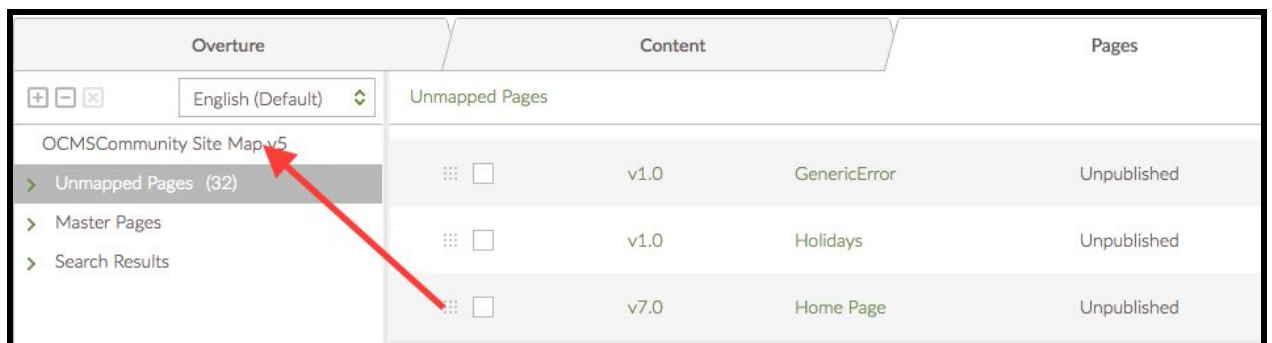 Overture Content Pages
English (Default) Unmapped Pages
OCMSCommunity Site Map v5
Unmapped Pages (32)
Master Pages
Search Results
v1.0 GenericError Unpublished
v1.0 Holidays Unpublished
v7.0 Home Page Unpublished